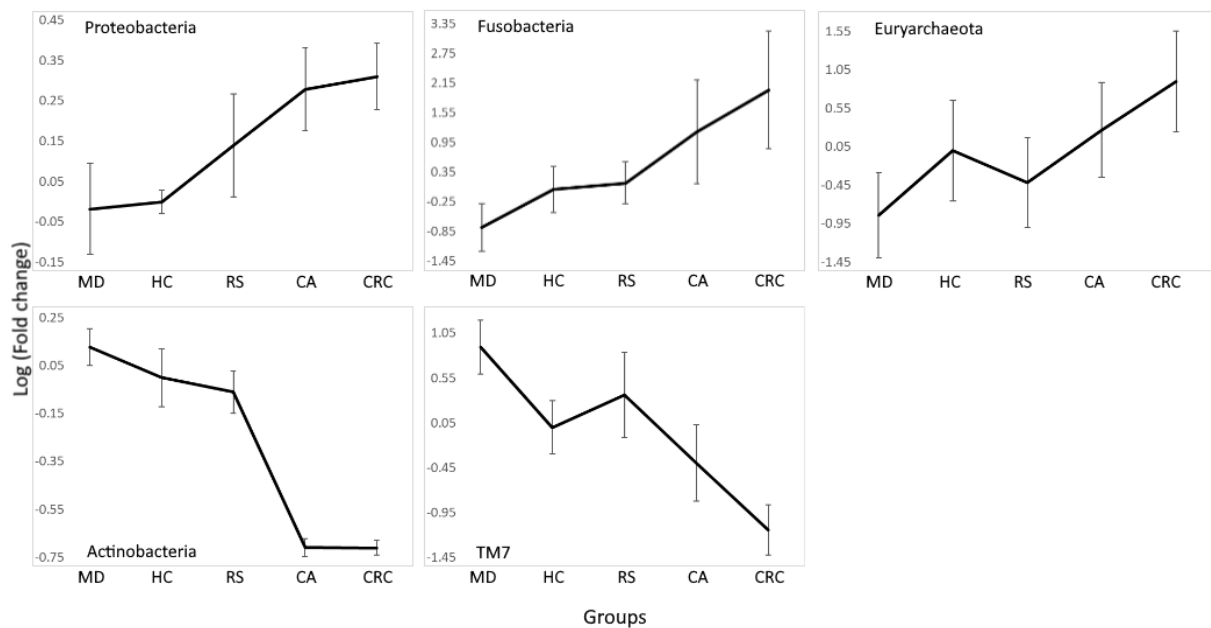 Proteobacteria
0.45
0.35
0.25
0.15
0.05
-0.05
-0.15
MD HC RS CA CRC
Fusobacteria
3.35
2.75
2.15
1.55
0.95
0.35
-0.25
-0.85
-1.45
MD HC RS CA CRC
Euryarchaeota
1.55
1.05
0.55
0.05
-0.45
-0.95
-1.45
MD HC RS CA CRC
Log (Fold change)
0.25
0.05
-0.15
-0.35
-0.55
-0.75
Actinobacteria
MD HC RS CA CRC
1.05
0.55
0.05
-0.45
-0.95
-1.45
TM7
MD HC RS CA CRC
Groups